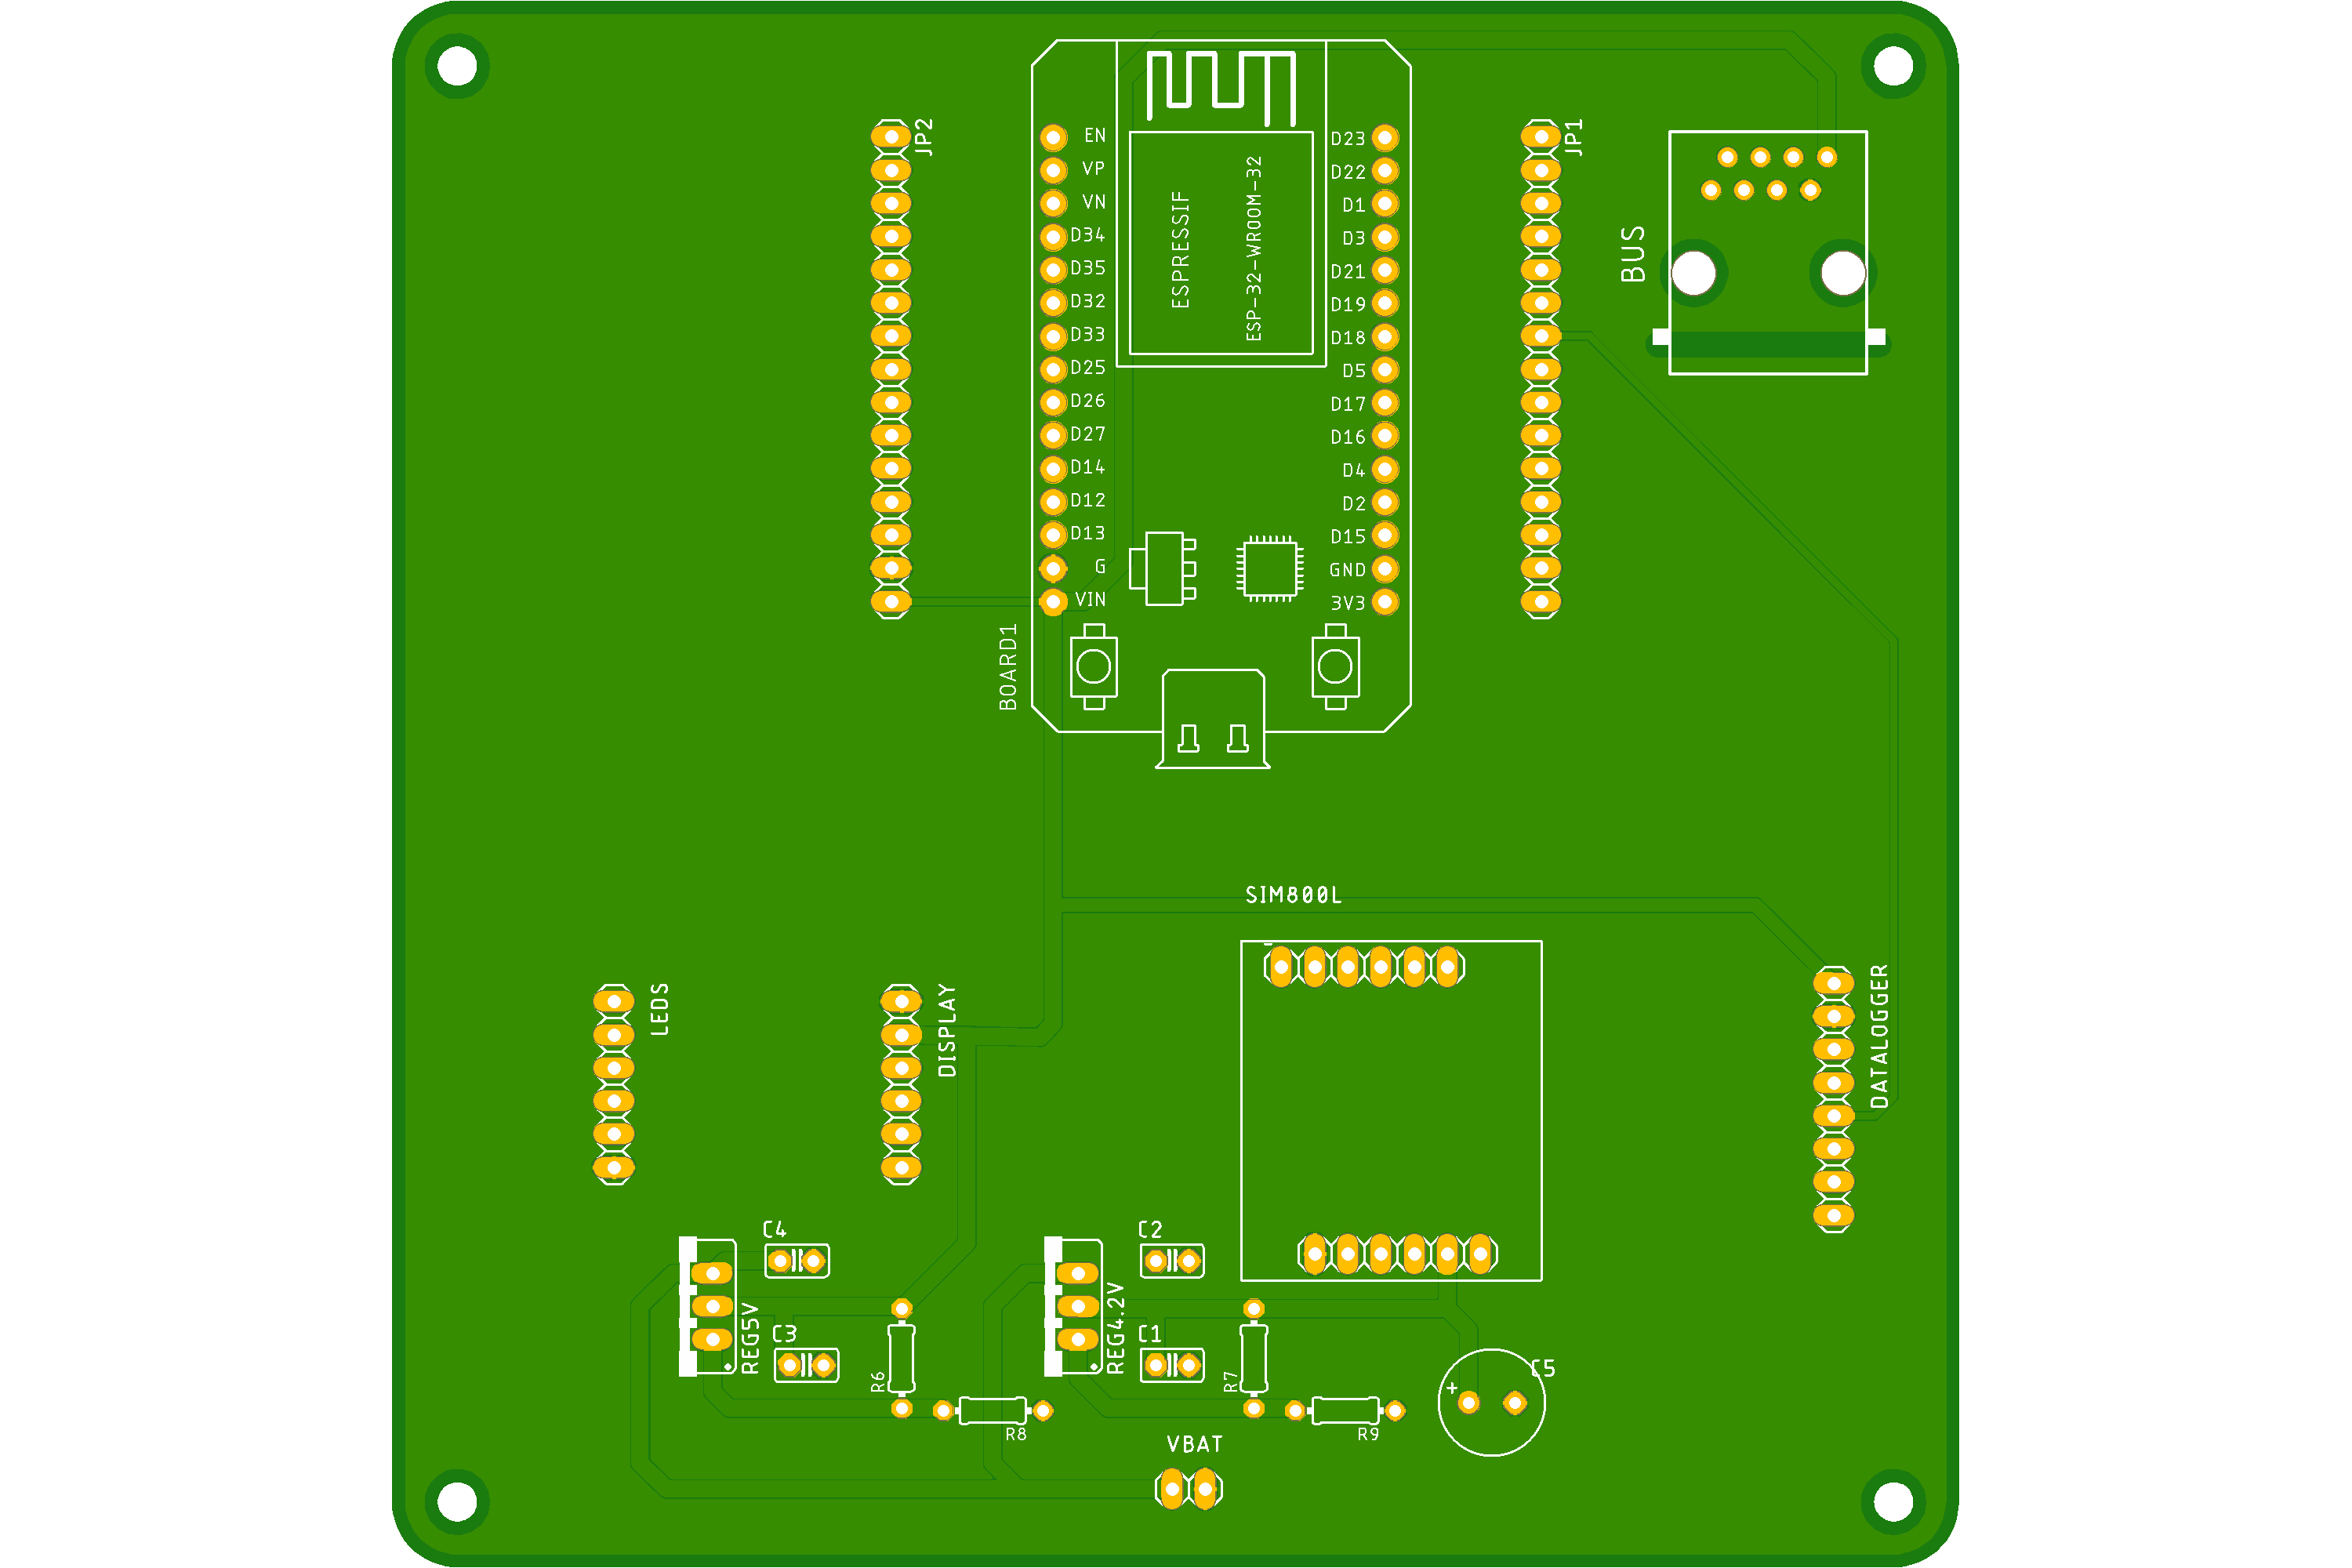 JP2
JP1
EN
VP
VN
D34
D35
D32
D33
D25
D26
D27
D14
D12
D13
G
VIN
ESPRESSIF
ESP-32-WROOM-32
D23
D22
D1
D3
D21
D19
D18
D5
D17
D16
D4
D2
D15
GND
3V3
BUS
BOARD1
SIM800L
LEDS
DISPLAY
DATALOGGER
C4
C2
REG5V
REG4.2V
C3
C1
R6
R7
C5
+
R8
R9
VBAT